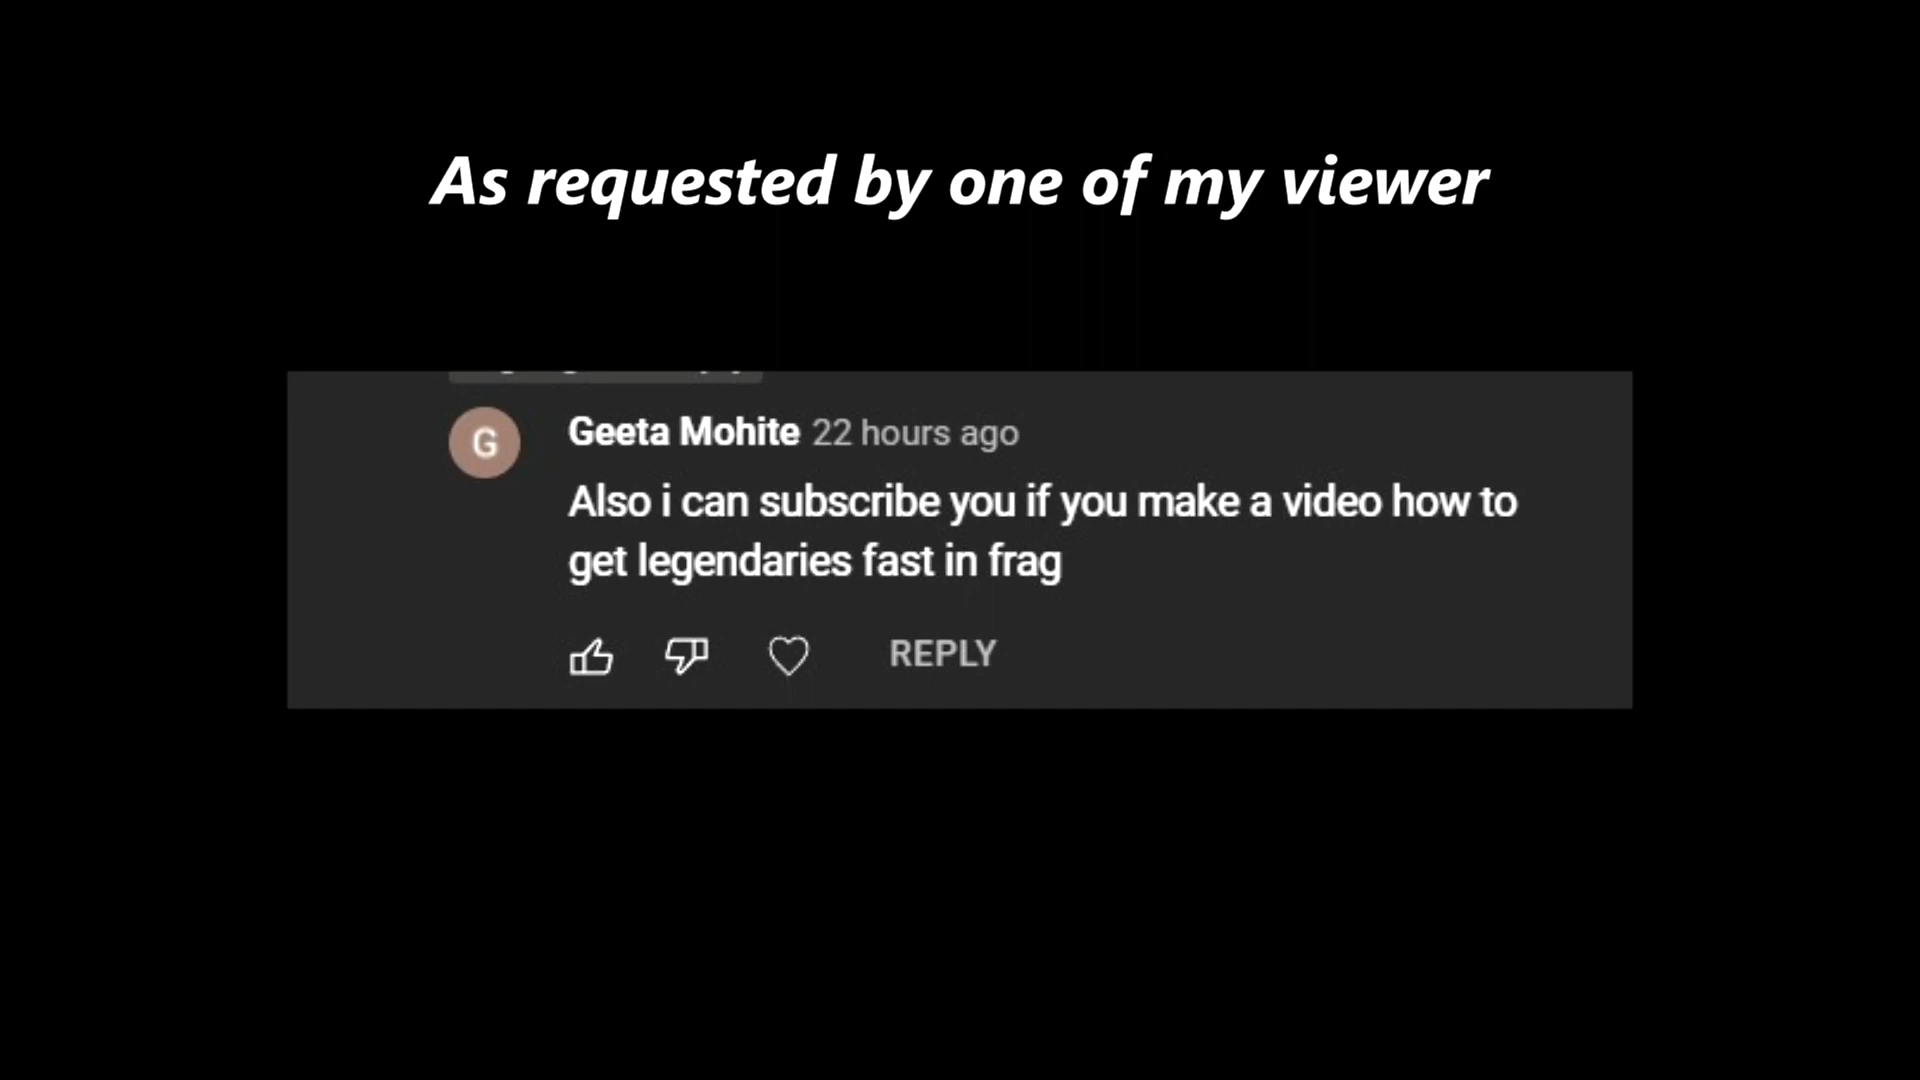 As requested by one of my viewer
G
Geeta Mohite 22 hours ago
Also i can subscribe you if you make a video how to
get legendaries fast in frag
REPLY